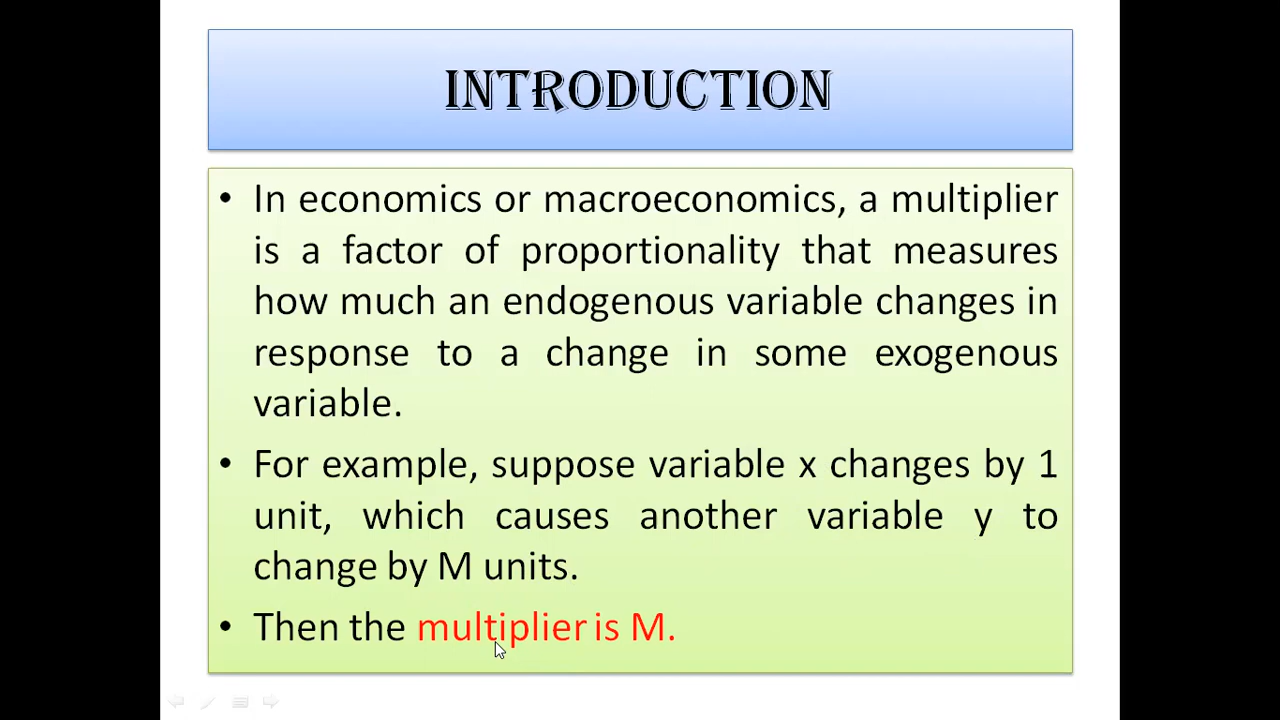 INTRODUCTION
• In economics or macroeconomics, a multiplier
is a factor of proportionality that measures
how much an endogenous variable changes in
response to a change in some exogenous
variable.
• For example, suppose variable x changes by 1
unit, which causes another variable y to
change by M units.
• Then the multiplier is M.